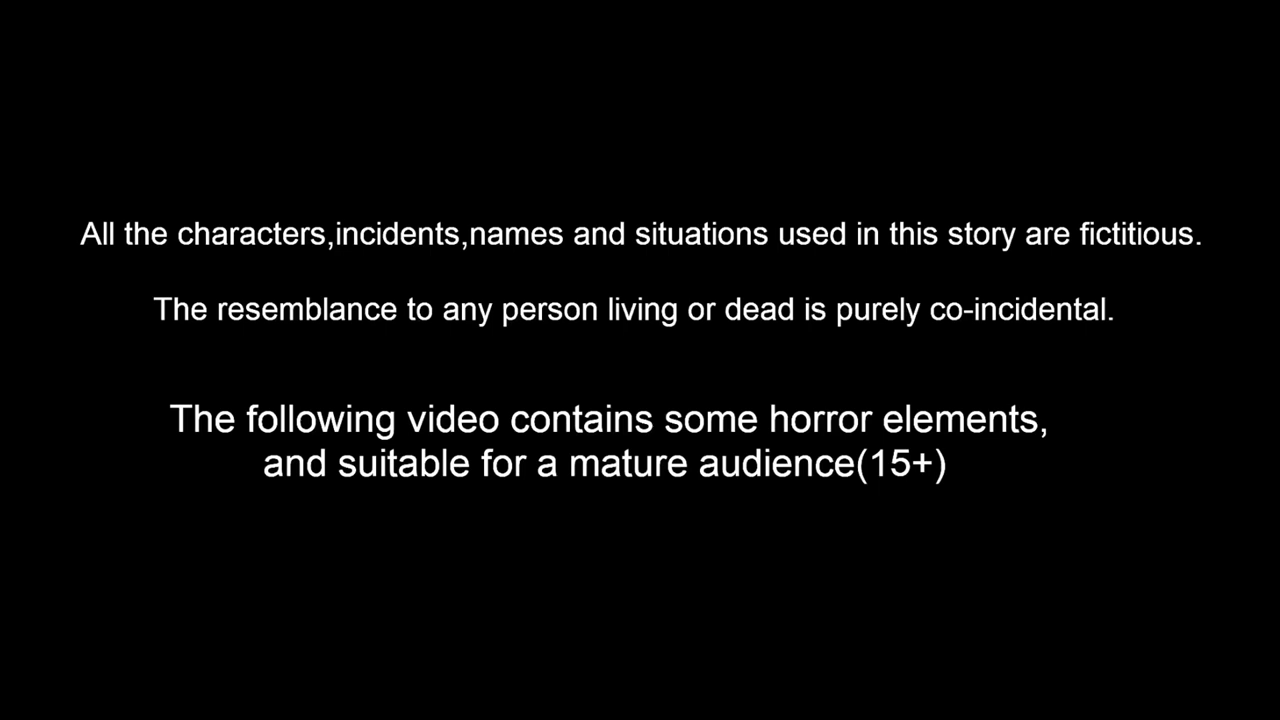 All the characters,incidents,names and situations used in this story are fictitious.
The resemblance to any person living or dead is purely co-incidental.
The following video contains some horror elements,
and suitable for a mature audience(15+)